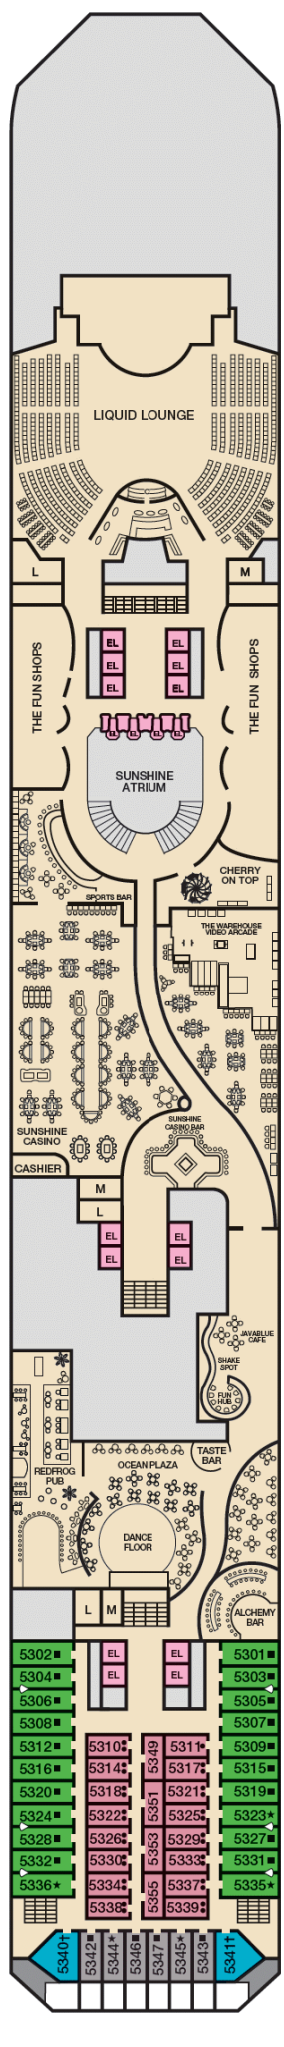 LIQUID LOUNGE
L
M
THE FUN SHOPS
EL
EL
EL
EL
EL
EL
THE FUN SHOPS
EL
EL
EL
EL
SUNSHINE
ATRIUM
SPORTS BAR
CHERRY
ON TOP
THE WAREHOUSE
VIDEO ARCADE
SUNSHINE
CASINO
SUNSHINE
CASINO BAR
CASHIER
M
L
EL
EL
EL
EL
JAVABLUE
CAFE
SHAKE
SPOT
FUN
HUB
TASTE
BAR
OCEAN PLAZA
REDFROG
PUB
DANCE
FLOOR
L
M
ALCHEMY
BAR
5302■
EL
EL
5301■
5304■
EL
EL
5303■
5306■
5305■
5308■
5307■
5312■
5310
5349
5311
5309■
5316■
5314
5317
5315■
5320■
5318
5351
5321
5319■
5324★
5322
5325
5323★
5328■
5326
5353
5329
5327■
5332■
5330
5333
5331■
5336★
5334
5355
5337
5335★
5338
5339
5340†
5342■
5344★
5346■
5347■
5345★
5343■
5341††